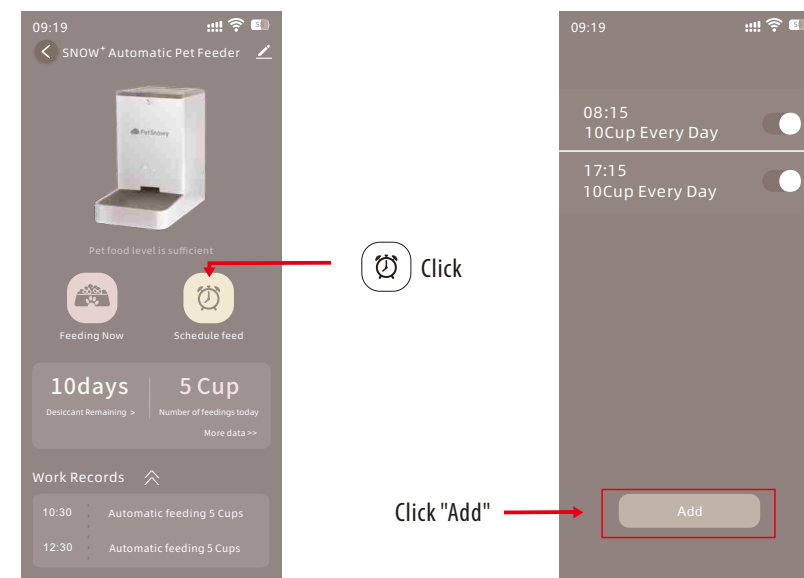 09:19
SNOW+ Automatic Pet Feeder
PetSnowy
Pet food level is sufficient
Feeding Now
Schedule feed
10days
Desiccant Remaining >
5 Cup
Number of feedings today
More data >>
Work Records
10:30 Automatic feeding 5 Cups
12:30 Automatic feeding 5 Cups
Click
Click "Add"
09:19
08:15
10Cup Every Day
17:15
10Cup Every Day
Add